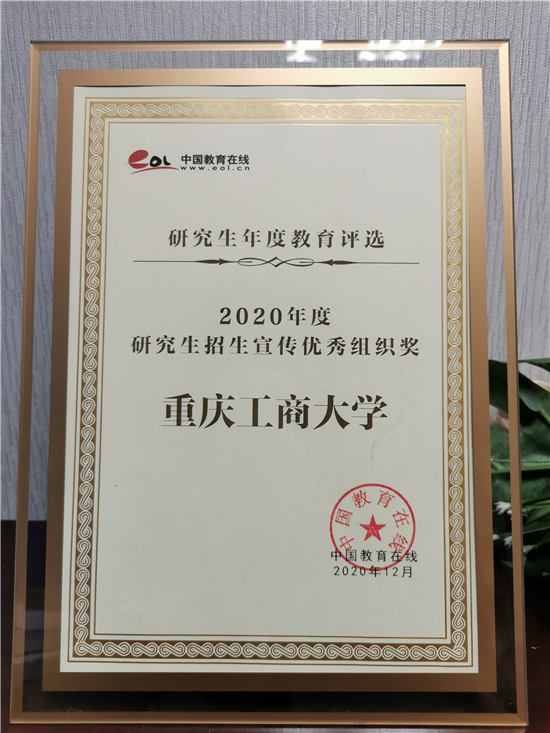 eol 中国教育在线
www.eol.cn
研究生年度教育评选
2020年度
研究生招生宣传优秀组织奖
重庆工商大学
中国教育在线
中国教育在线
2020年12月